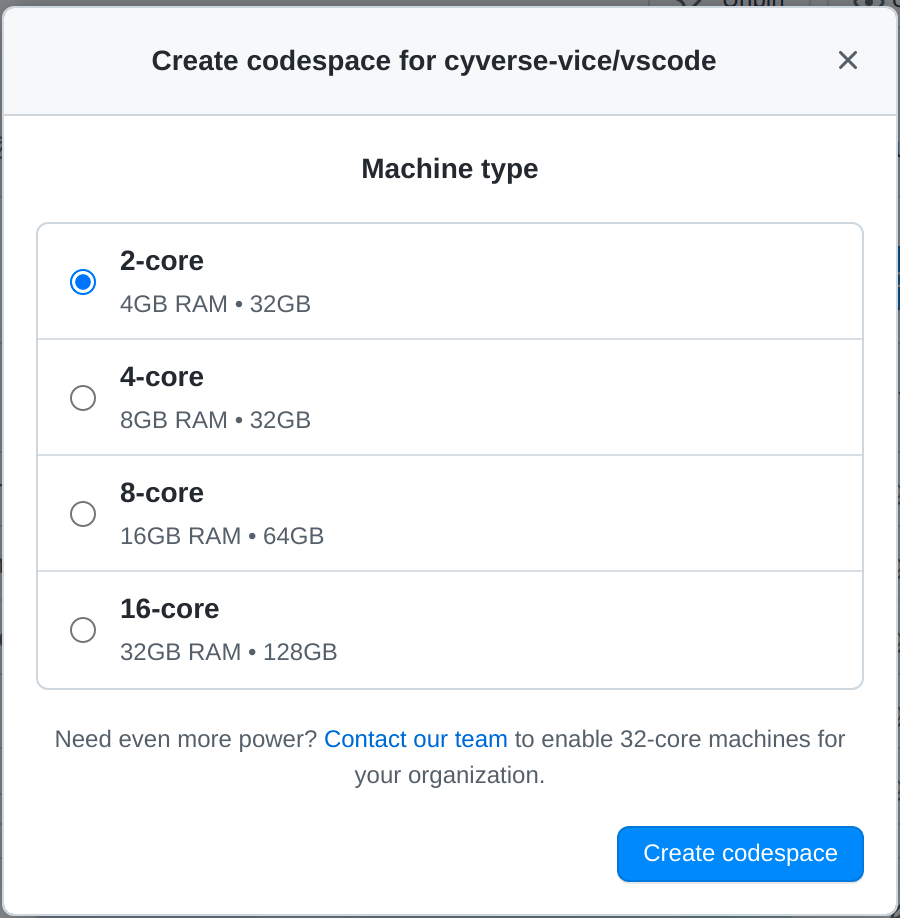 Create codespace for cyverse-vice/vscode
Machine type
2-core
4GB RAM • 32GB
4-core
8GB RAM • 32GB
8-core
16GB RAM • 64GB
16-core
32GB RAM • 128GB
Need even more power? Contact our team to enable 32-core machines for
your organization.
Create codespace